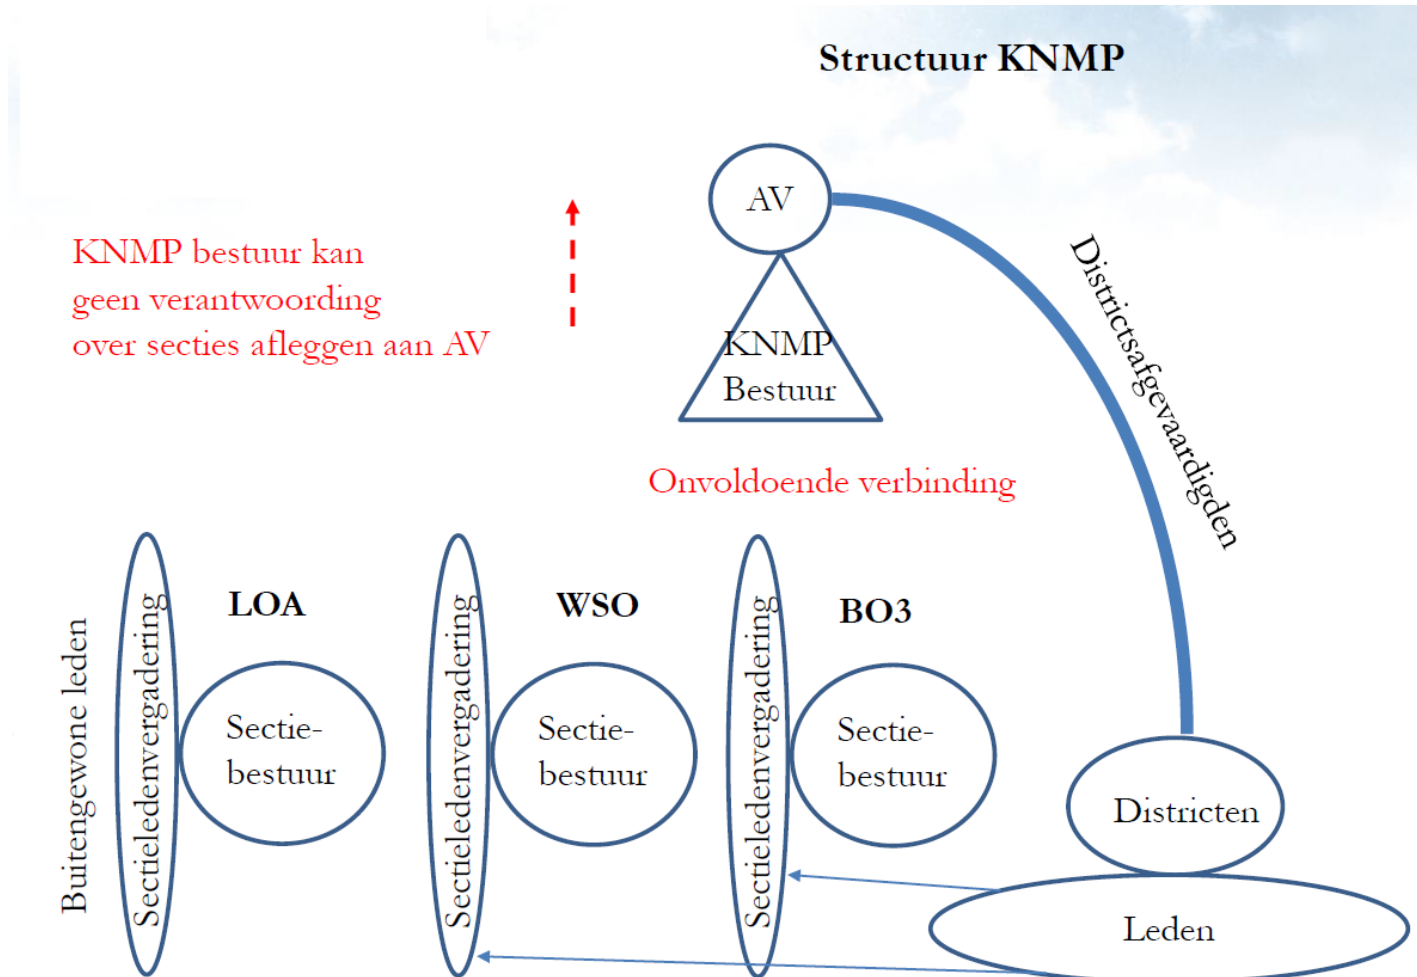 Structuur KNMP
AV
KNMP bestuur kan
geen verantwoording
over secties afleggen aan AV
Districtsafgevaardigden
KNMP
Bestuur
Onvoldoende verbinding
Buitengewone leden
Sectieledenvergadering
LOA
Sectie-
bestuur
Sectieledenvergadering
WSO
Sectie-
bestuur
Sectieledenvergadering
BO3
Sectie-
bestuur
Districten
Leden